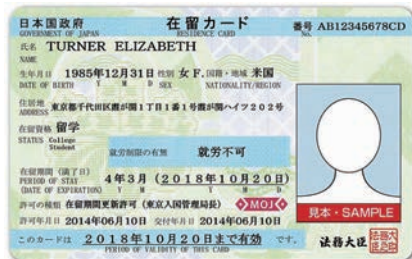 日本国政府 在留カード 番号 AB12345678CD
GOVERNMENT OF JAPAN RESIDENCE CARD No.
氏名 TURNER ELIZABETH
NAME
生年月日 1985年12月31日 性別 女 F. 国籍・地域 米国
DATE OF BIRTH Y M D SEX NATIONALITY/REGION
住居地 東京都千代田区霞が関1丁目1番1号霞が関ハイツ202号
ADDRESS
在留資格 留学
STATUS College
Student
就労制限の有無 就労不可
在留期間(満了日) 4年3月(2018年10月20日)
PERIOD OF STAY Y M Y M D
(DATE OF EXPIRATION)
許可の種類 在留期間更新許可(東京入国管理局長) MOJ
許可年月日 2014年06月10日 交付年月日 2014年06月10日
このカードは 2018年10月20日まで有効 です。
PERIOD OF VALIDITY OF THIS CARD
見本・SAMPLE
法務大臣